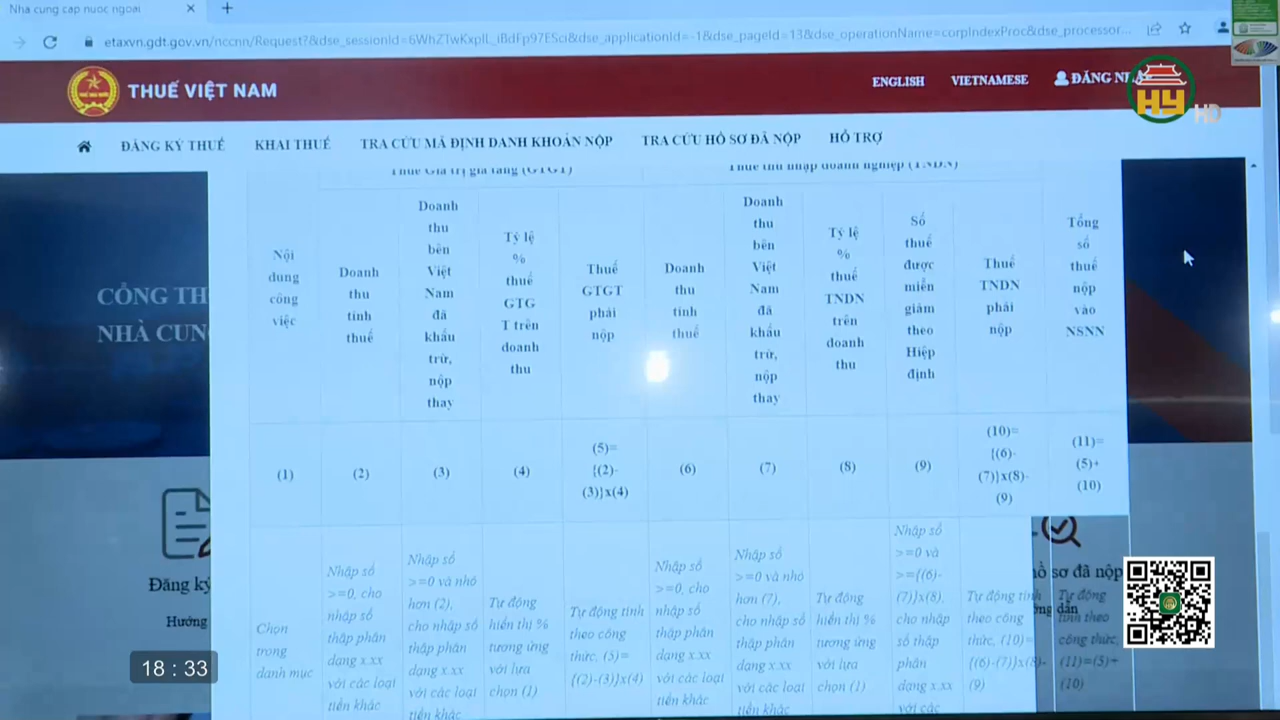 Nhà cung cấp nước ngoài
etaxvn.gdt.gov.vn/nccnn/Request?&dse_sessionId=6WhZTwKxplL_iBdFp97ESci&dse_applicationId=-1&dse_pageId=13&dse_operationName=corpIndexProc&dse_processor...
THUẾ VIỆT NAM
ENGLISH
VIETNAMESE
ĐĂNG NH
HY
HD
ĐĂNG KÝ THUẾ
KHAI THUẾ
TRA CỨU MÃ ĐỊNH DANH KHOẢN NỘP
TRA CỨU HỒ SƠ ĐÃ NỘP
HỖ TRỢ
Thuế Giá trị gia tăng (GTGT)
Thuế thu nhập doanh nghiệp (TNDN)
CỔNG TH
NHÀ CUN
Nội
dung
công
việc
Doanh
thu
tính
thuế
Doanh
thu
bên
Việt
Nam
đã
khấu
trừ,
nộp
thay
Tỷ lệ
%
thuế
GTG
T trên
doanh
thu
Thuế
GTGT
phải
nộp
Doanh
thu
tính
thuế
Doanh
thu
bên
Việt
Nam
đã
khấu
trừ,
nộp
thay
Tỷ lệ
%
thuế
TNDN
trên
doanh
thu
Số
thuế
được
miễn
giảm
theo
Hiệp
định
Thuế
TNDN
phải
nộp
Tổng
số
thuế
nộp
vào
NSNN
(1)
(2)
(3)
(4)
(5)=
{(2)-
(3)}x(4)
(6)
(7)
(8)
(9)
(10)=
{(6)-
(7)}x(8)-
(9)
(11)=
(5)+
(10)
Đăng ký
Hướng
Chọn
trong
danh mục
Nhập số
>=0, cho
nhập số
thập phân
dạng x.xx
với các loại
tiền khác
Nhập số
>=0 và nhỏ
hơn (2),
cho nhập số
thập phân
dạng x.xx
với các loại
tiền khác
Tự động
hiển thị %
tương ứng
với lựa
chọn (1)
Tự động tính
theo công
thức, (5)=
{(2)-(3)}x(4)
Nhập số
>=0, cho
nhập số
thập phân
dạng x.xx
với các loại
tiền khác
Nhập số
>=0 và nhỏ
hơn (7),
cho nhập số
thập phân
dạng x.xx
với các loại
tiền khác
Tự động
hiển thị %
tương ứng
với lựa
chọn (1)
Nhập số
>=0 và
>={(6)-
(7)}x(8),
cho nhập
số thập
phân
dạng x.xx
với các
Tự động tính
theo công
thức, (10)=
{(6)-(7)}x(8)-
(9)
Tự động
tính theo
công thức,
(11)=(5)+
(10)
hồ sơ đã nộp
ng dẫn
18 : 33